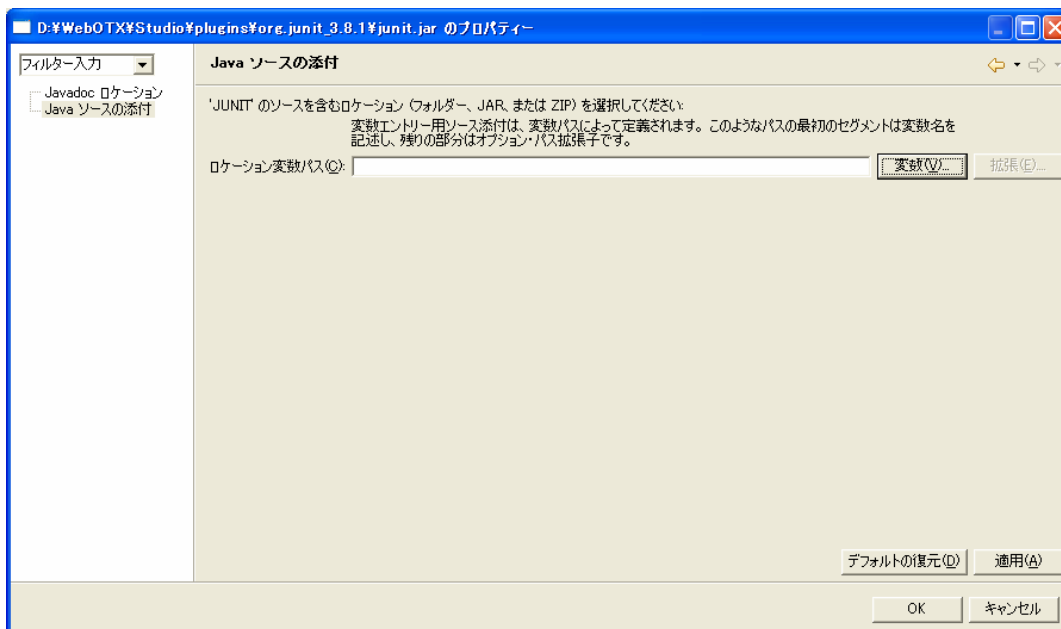 D:¥WebOTX¥Studio¥plugins¥org.junit_3.8.1¥junit.jar のプロパティー
フィルター入力
Java ソースの添付
Javadoc ロケーション
Java ソースの添付
'JUNIT' のソースを含むロケーション (フォルダー、JAR、または ZIP) を選択してください:
変数エントリー用ソース添付は、変数パスによって定義されます。このようなパスの最初のセグメントは変数名を
記述し、残りの部分はオプション・パス拡張子です。
ロケーション変数パス(C):
変数(V)...
拡張(E)...
デフォルトの復元(D)
適用(A)
OK
キャンセル